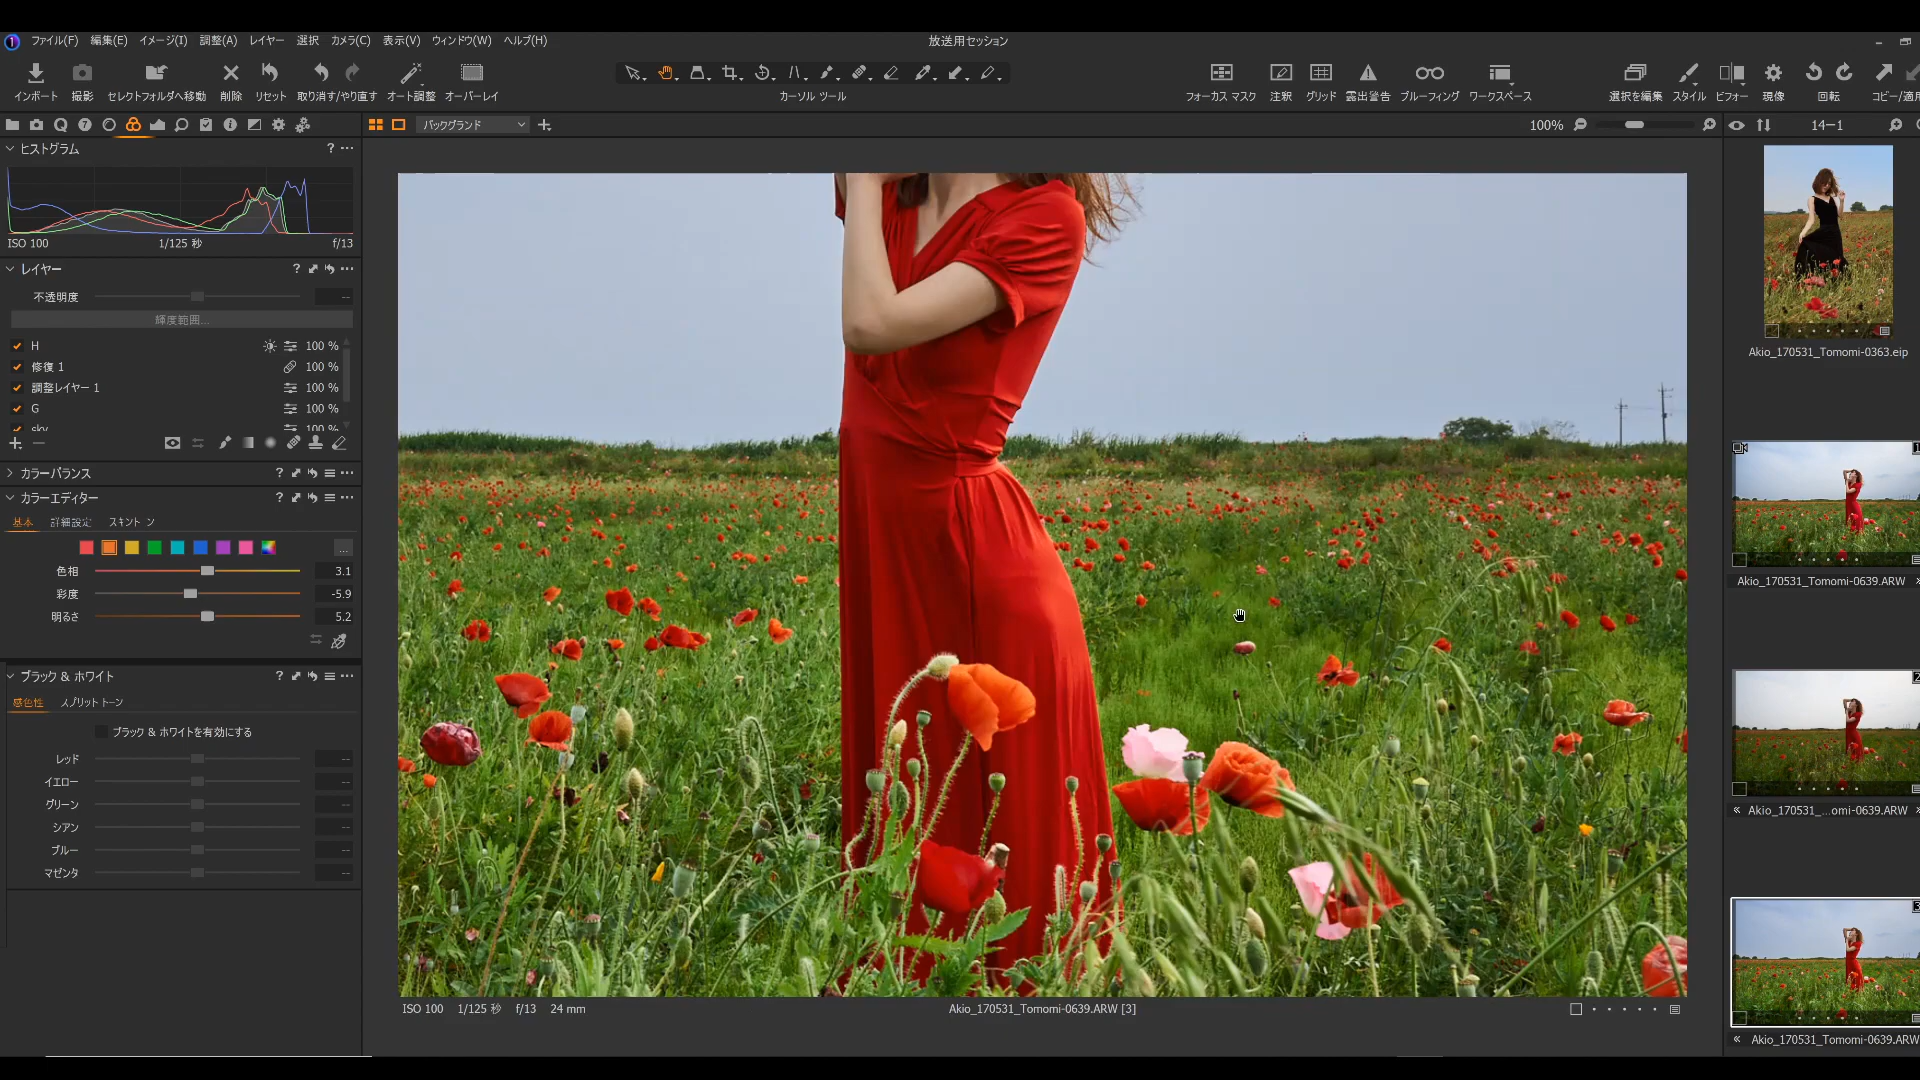 ファイル(F) 編集(E) イメージ(I) 調整(A) レイヤー 選択 カメラ(C) 表示(V) ウィンドウ(W) ヘルプ(H)
放送用セッション
インポート 撮影 セレクトフォルダへ移動 削除 リセット 取り消す/やり直す オート調整 オーバーレイ
カーソル ツール
フォーカス マスク 注釈 グリッド 露出警告 プルーフィング ワークスペース
選択を編集 スタイル ビフォー 現像 回転 コピー/適用
バックグランド
100%
14−1
ヒストグラム
ISO 100 1/125 秒 f/13
レイヤー
不透明度 --
輝度範囲...
H 100 %
修復 1 100 %
調整レイヤー 1 100 %
G 100 %
sky 100 %
カラーバランス
カラーエディター
基本 詳細設定 スキントーン
色相 3.1
彩度 -5.9
明るさ 5.2
ブラック & ホワイト
感色性 スプリットトーン
ブラック & ホワイトを有効にする
レッド --
イエロー --
グリーン --
シアン --
ブルー --
マゼンタ --
ISO 100 1/125 秒 f/13 24 mm
Akio_170531_Tomomi-0639.ARW [3]
Akio_170531_Tomomi-0363.eip
Akio_170531_Tomomi-0639.ARW
Akio_170531_...omi-0639.ARW
Akio_170531_Tomomi-0639.ARW